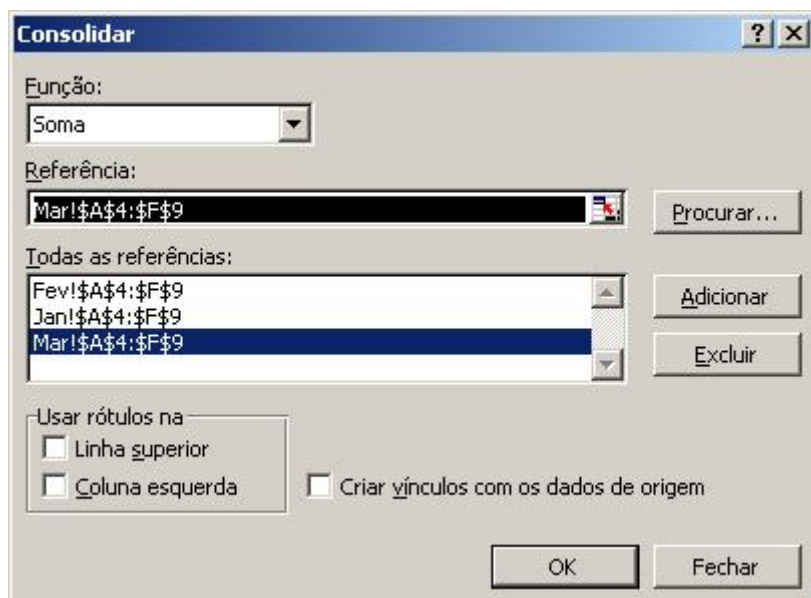 Consolidar
Função:
Soma
Referência:
Mar!$A$4:$F$9
Procurar...
Todas as referências:
Fev!$A$4:$F$9
Jan!$A$4:$F$9
Mar!$A$4:$F$9
Adicionar
Excluir
Usar rótulos na
Linha superior
Coluna esquerda
Criar vínculos com os dados de origem
OK
Fechar